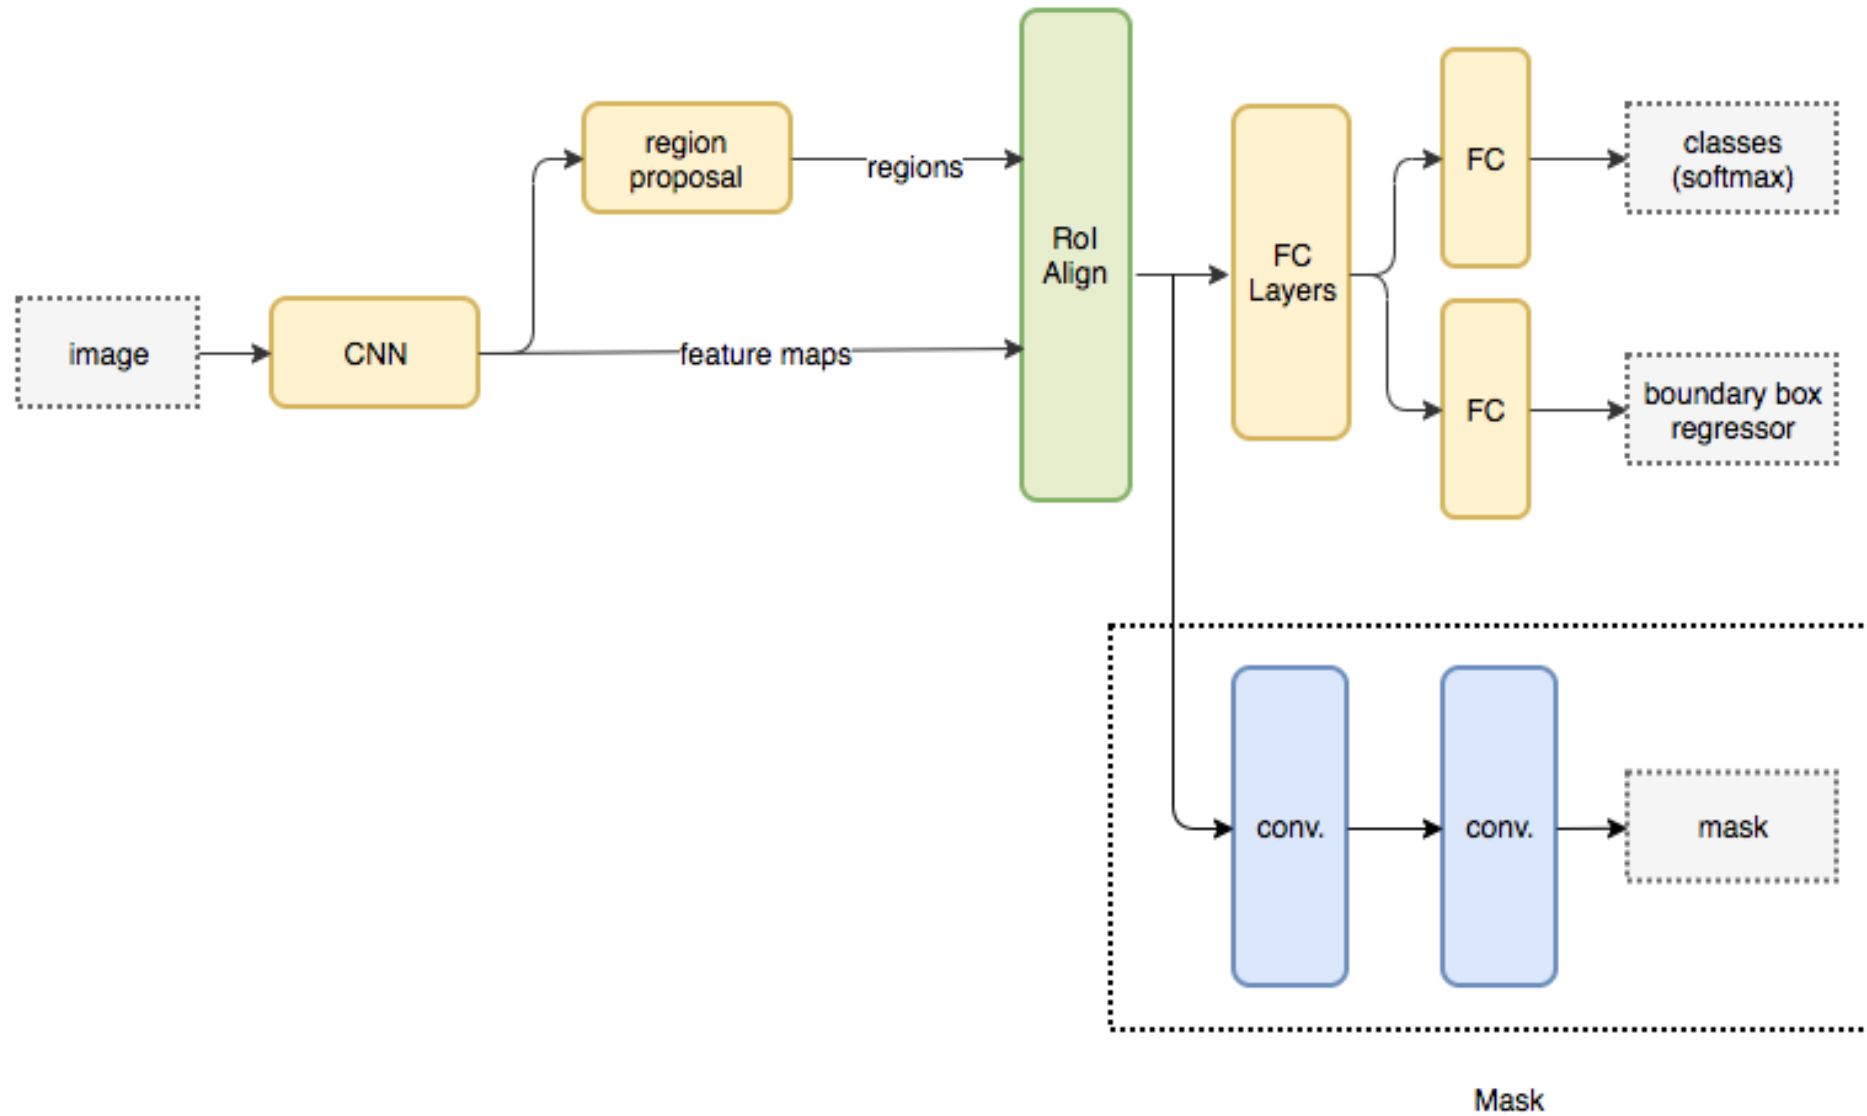 region
proposal
regions
image
CNN
feature maps
RoI
Align
FC
Layers
FC
classes
(softmax)
FC
boundary box
regressor
conv.
conv.
mask
Mask